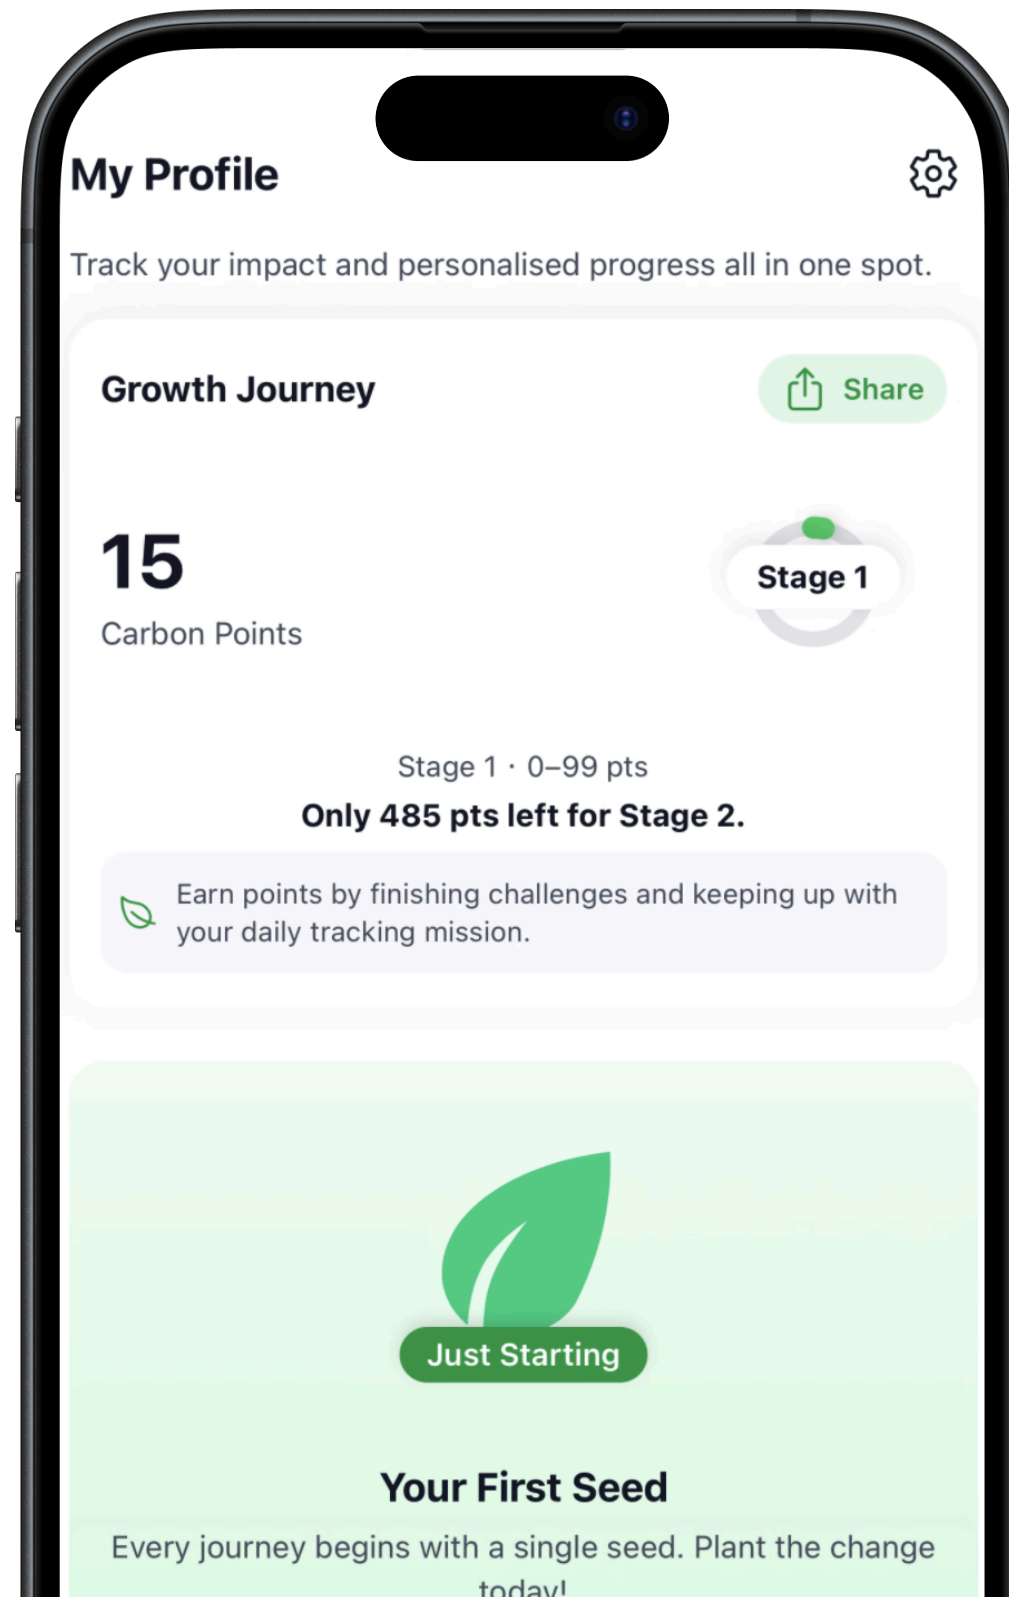 My Profile
Track your impact and personalised progress all in one spot.
Growth Journey
Share
15
Carbon Points
Stage 1
Stage 1 · 0–99 pts
Only 485 pts left for Stage 2.
Earn points by finishing challenges and keeping up with
your daily tracking mission.
Just Starting
Your First Seed
Every journey begins with a single seed. Plant the change
today!